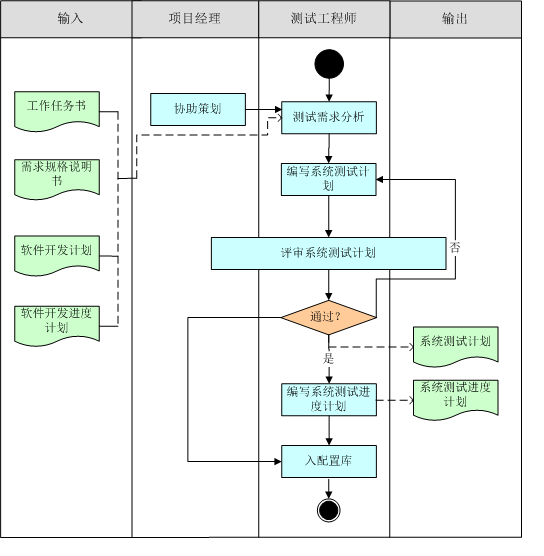 输入
项目经理
测试工程师
输出
工作任务书
协助策划
测试需求分析
需求规格说明
书
编写系统测试计
划
软件开发计划
评审系统测试计划
否
软件开发进度
计划
通过?
系统测试计划
是
编写系统测试进
度计划
系统测试进度
计划
入配置库